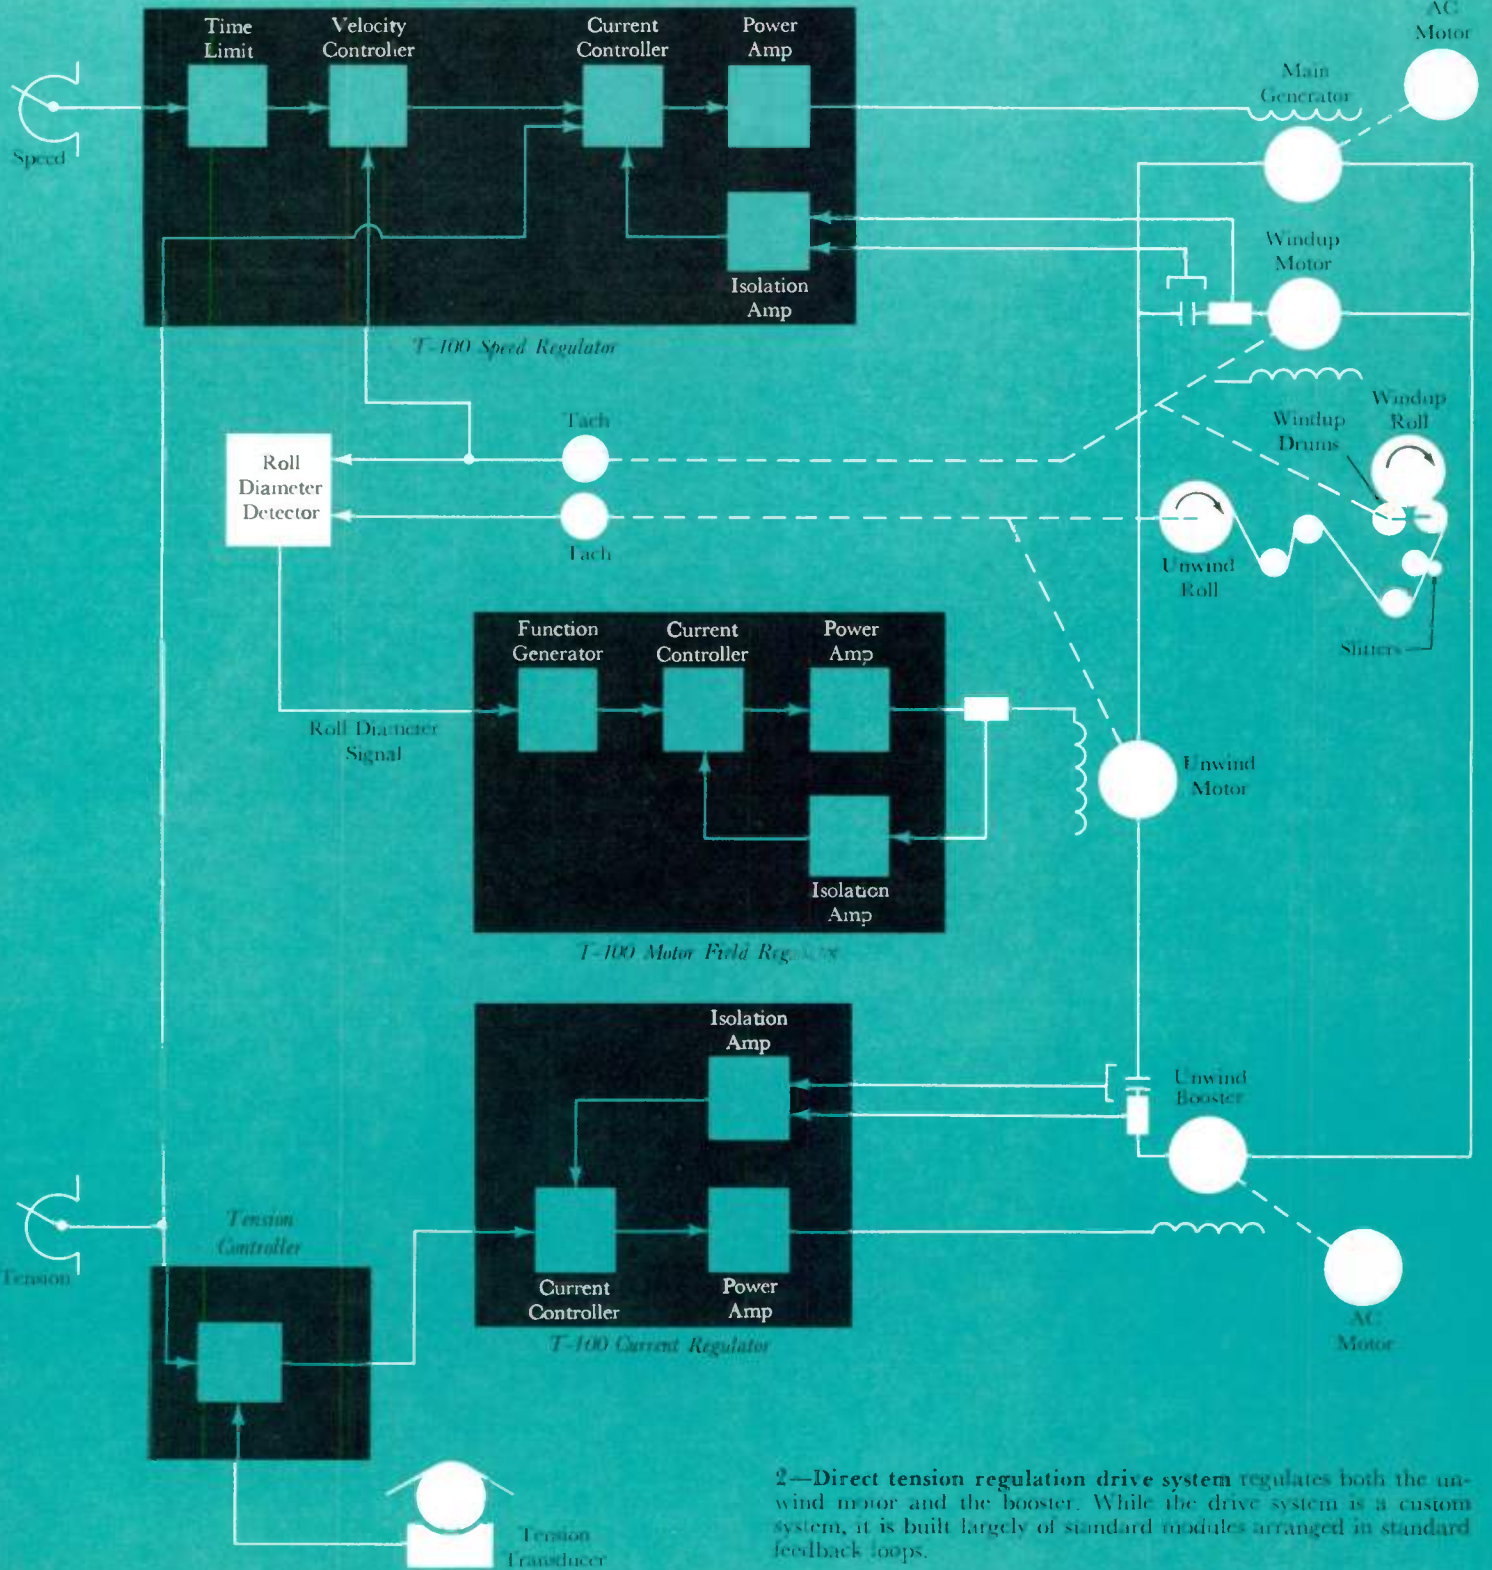 Time
Limit
Velocity
Controller
Current
Controller
Power
Amp
AC
Motor
Main
Generator
Speed
Isolation
Amp
Windup
Motor
T-100 Speed Regulator
Windup
Roll
Windup
Drums
Tach
Roll
Diameter
Detector
Tach
Unwind
Roll
Slitters
Function
Generator
Current
Controller
Power
Amp
Roll Diameter
Signal
Unwind
Motor
Isolation
Amp
T-100 Motor Field
Isolation
Amp
Unwind
Booster
Tension
Controller
Tension
Current
Controller
Power
Amp
T-100 Current Regulator
AC
Motor
Tension
Transducer
2—Direct tension regulation drive system regulates both the un-
wind motor and the booster. While the drive system is a custom
system, it is built largely of standard modules arranged in standard
feedback loops.